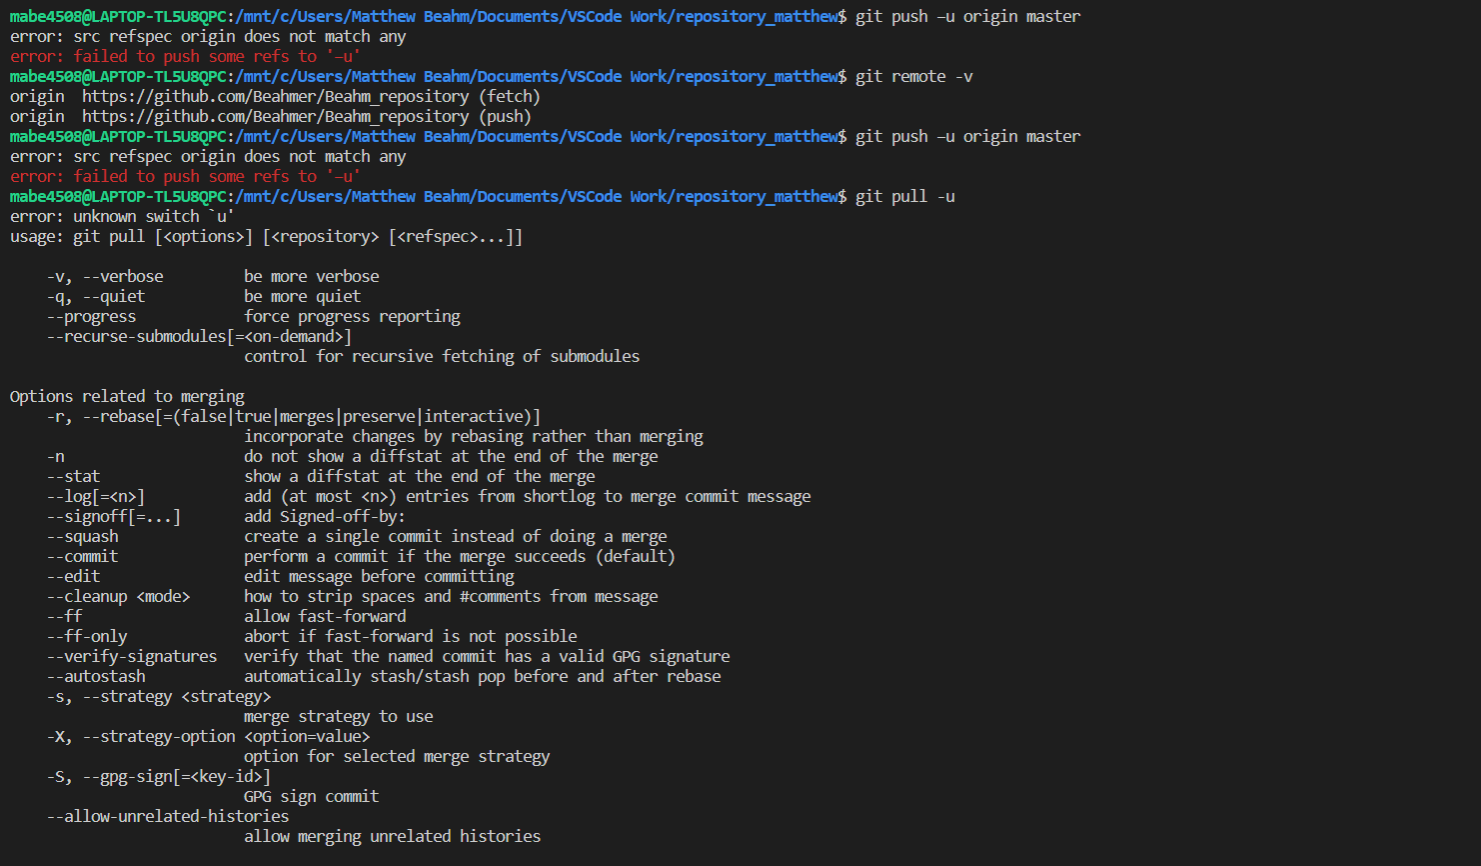 mabe4508@LAPTOP-TL5U8QPC:/mnt/c/Users/Matthew Beahm/Documents/VSCode Work/repository_matthew$ git push –u origin master
error: src refspec origin does not match any
error: failed to push some refs to '–u'
mabe4508@LAPTOP-TL5U8QPC:/mnt/c/Users/Matthew Beahm/Documents/VSCode Work/repository_matthew$ git remote -v
origin  https://github.com/Beahmer/Beahm_repository (fetch)
origin  https://github.com/Beahmer/Beahm_repository (push)
mabe4508@LAPTOP-TL5U8QPC:/mnt/c/Users/Matthew Beahm/Documents/VSCode Work/repository_matthew$ git push –u origin master
error: src refspec origin does not match any
error: failed to push some refs to '–u'
mabe4508@LAPTOP-TL5U8QPC:/mnt/c/Users/Matthew Beahm/Documents/VSCode Work/repository_matthew$ git pull -u
error: unknown switch `u'
usage: git pull [<options>] [<repository> [<refspec>...]]

    -v, --verbose         be more verbose
    -q, --quiet           be more quiet
    --progress            force progress reporting
    --recurse-submodules[=<on-demand>]
                          control for recursive fetching of submodules

Options related to merging
    -r, --rebase[=(false|true|merges|preserve|interactive)]
                          incorporate changes by rebasing rather than merging
    -n                    do not show a diffstat at the end of the merge
    --stat                show a diffstat at the end of the merge
    --log[=<n>]           add (at most <n>) entries from shortlog to merge commit message
    --signoff[=...]       add Signed-off-by:
    --squash              create a single commit instead of doing a merge
    --commit              perform a commit if the merge succeeds (default)
    --edit                edit message before committing
    --cleanup <mode>      how to strip spaces and #comments from message
    --ff                  allow fast-forward
    --ff-only             abort if fast-forward is not possible
    --verify-signatures   verify that the named commit has a valid GPG signature
    --autostash           automatically stash/stash pop before and after rebase
    -s, --strategy <strategy>
                          merge strategy to use
    -X, --strategy-option <option=value>
                          option for selected merge strategy
    -S, --gpg-sign[=<key-id>]
                          GPG sign commit
    --allow-unrelated-histories
                          allow merging unrelated histories